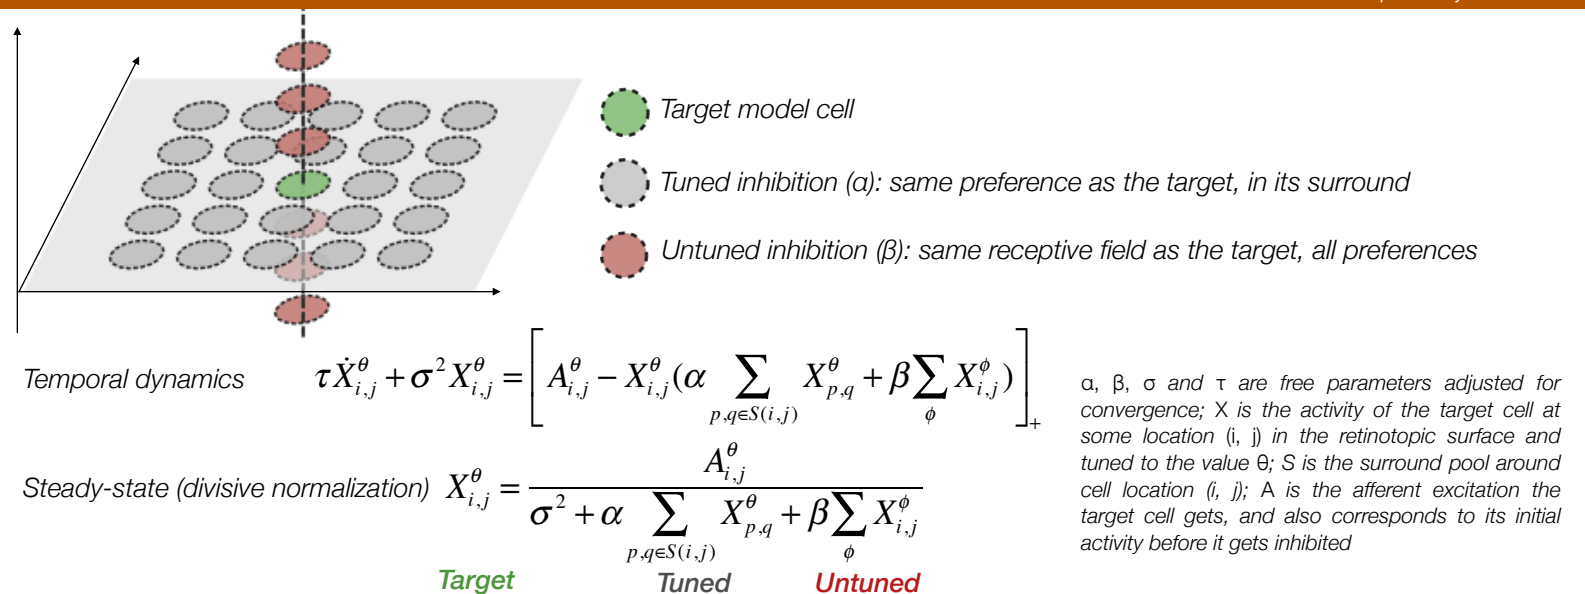 Target model cell
Tuned inhibition (α): same preference as the target, in its surround
Untuned inhibition (β): same receptive field as the target, all preferences
Temporal dynamics τẊ^θ_{i,j} + σ² X^θ_{i,j} = [ A^θ_{i,j} − X^θ_{i,j}(α ∑_{p,q∈S(i,j)} X^θ_{p,q} + β ∑_ϕ X^ϕ_{i,j}) ]_+
α, β, σ and τ are free parameters adjusted for
convergence; X is the activity of the target cell at
some location (i, j) in the retinotopic surface and
tuned to the value θ; S is the surround pool around
cell location (i, j); A is the afferent excitation the
target cell gets, and also corresponds to its initial
activity before it gets inhibited
Steady-state (divisive normalization) X^θ_{i,j} = A^θ_{i,j} / (σ² + α ∑_{p,q∈S(i,j)} X^θ_{p,q} + β ∑_ϕ X^ϕ_{i,j})
Target Tuned Untuned